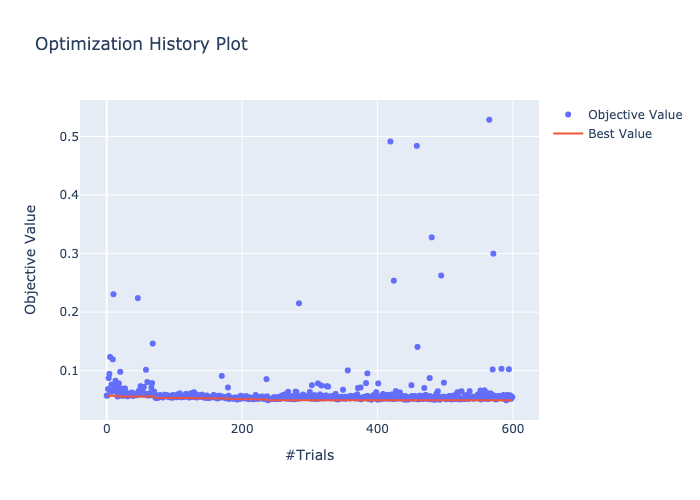 Optimization History Plot
Objective Value
Best Value
0.5
0.4
0.3
0.2
0.1
Objective Value
0
200
400
600
#Trials